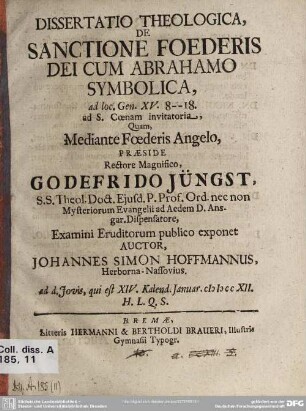 DISSERTATIO THEOLOGICA,
DE
SANCTIONE FOEDERIS
DEI CUM ABRAHAMO
SYMBOLICA,
ad loc. Gen. XV. 8--18.
ad S. Cœnam invitatoria,
Quam,
Mediante Fœderis Angelo,
PRÆSIDE
Rectore Magnifico,
GODEFRIDO JÜNGST,
S.S. Theol. Doct. Ejusd. P. Prof. Ord. nec non
Mysteriorum Evangelii ad Aedem D. Ans-
gar. Dispensatore,
Examini Eruditorum publico exponet
AUCTOR,
JOHANNES SIMON HOFFMANNUS,
Herborna-Nassovius,
ad d. Jovis, qui est XIV. Kalend. Januar. cIɔ Iɔcc XII.
H. L. Q. S.
BREMÆ,
Litteris HERMANNI & BERTHOLDI BRAUERI, Illustris
Gymnasii Typogr.
Coll. diss. A
185, 11